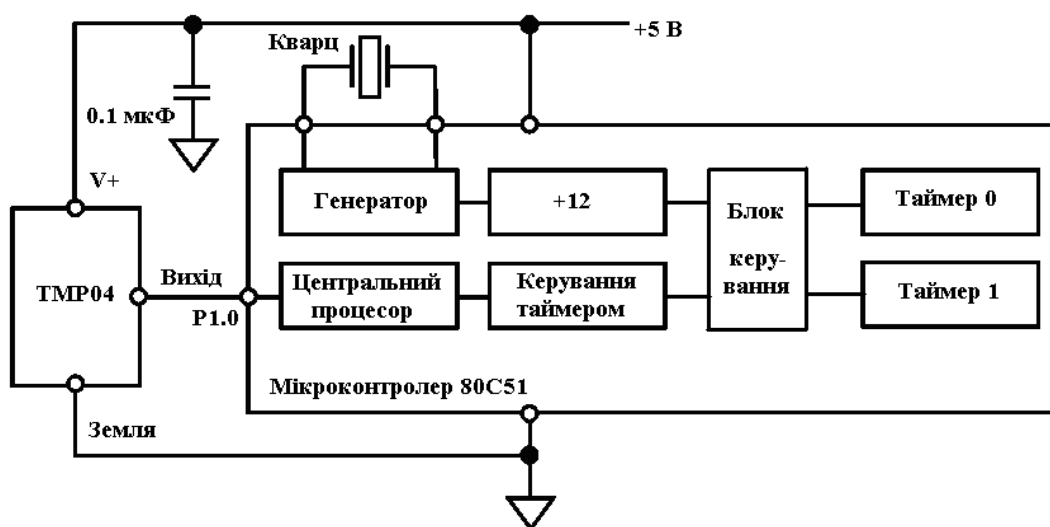 +5 В
Кварц
0.1 мкФ
V+
Генератор
+12
Блок
керу-
вання
Таймер 0
TMP04
Вихід
P1.0
Центральний
процесор
Керування
таймером
Таймер 1
Мікроконтролер 80C51
Земля